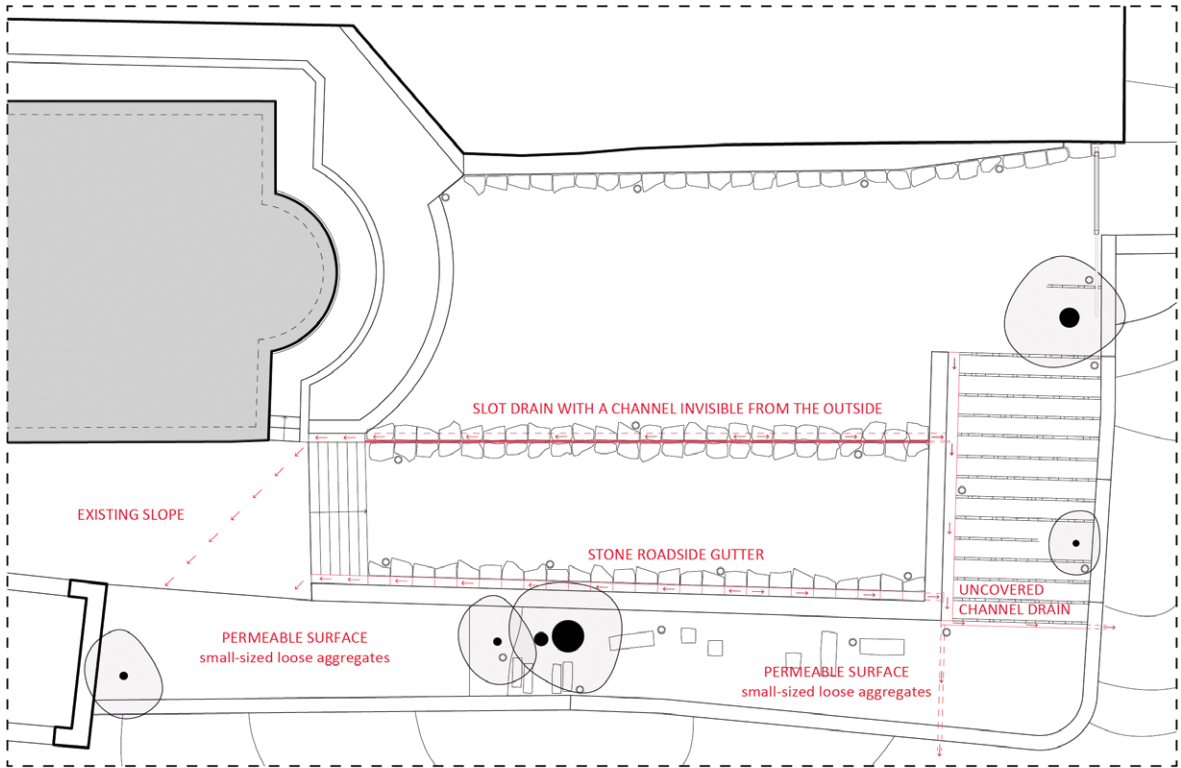 SLOT DRAIN WITH A CHANNEL INVISIBLE FROM THE OUTSIDE
EXISTING SLOPE
STONE ROADSIDE GUTTER
UNCOVERED
CHANNEL DRAIN
PERMEABLE SURFACE
small-sized loose aggregates
PERMEABLE SURFACE
small-sized loose aggregates